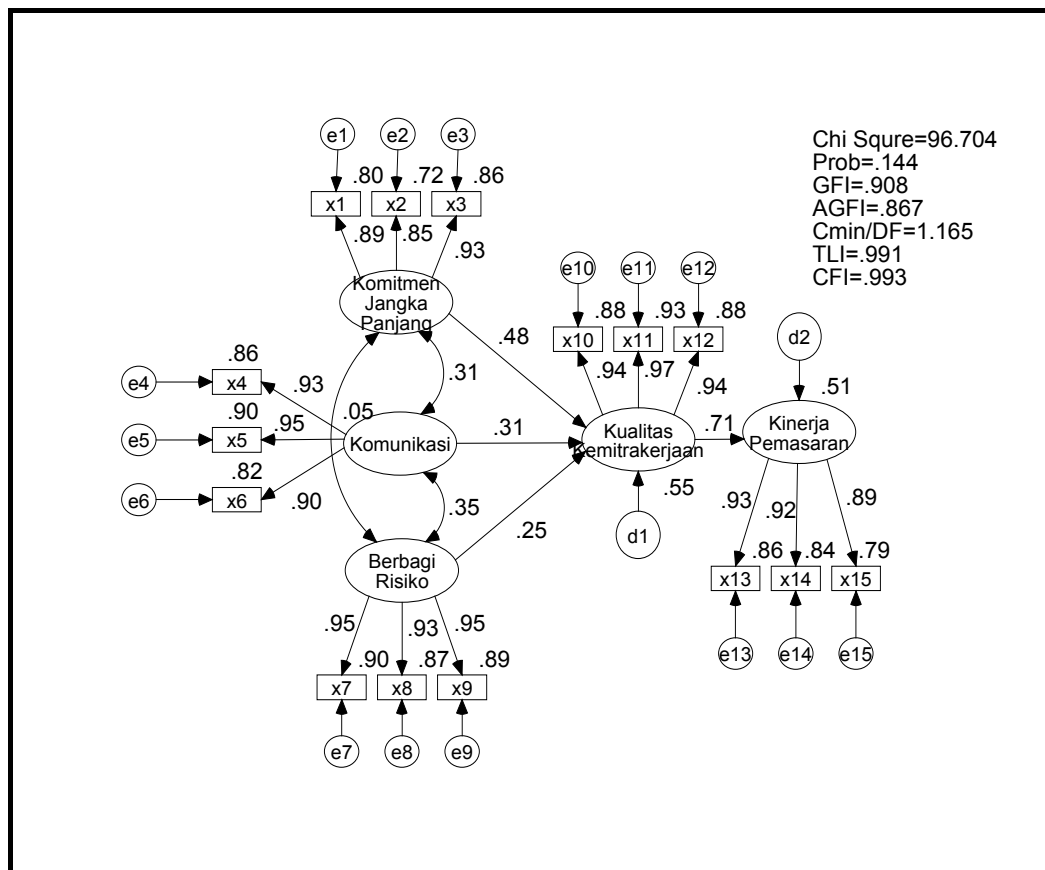 e1
e2
e3
Chi Squre=96.704
Prob=.144
GFI=.908
AGFI=.867
Cmin/DF=1.165
TLI=.991
CFI=.993
.80
.72
.86
x1
x2
x3
.89
.85
.93
Komitmen
Jangka
Panjang
e10
e11
e12
.88
.93
.88
x10
x11
x12
.94
.97
.94
d2
.51
.48
.31
.86
e4
x4
.93
.05
.90
e5
x5
.95
Komunikasi
.31
Kualitas
Kemitrakerjaan
.71
Kinerja
Pemasaran
.82
e6
x6
.90
.35
.25
.55
d1
.93
.92
.89
.86
.84
.79
x13
x14
x15
e13
e14
e15
Berbagi
Risiko
.95
.93
.95
.90
.87
.89
x7
x8
x9
e7
e8
e9